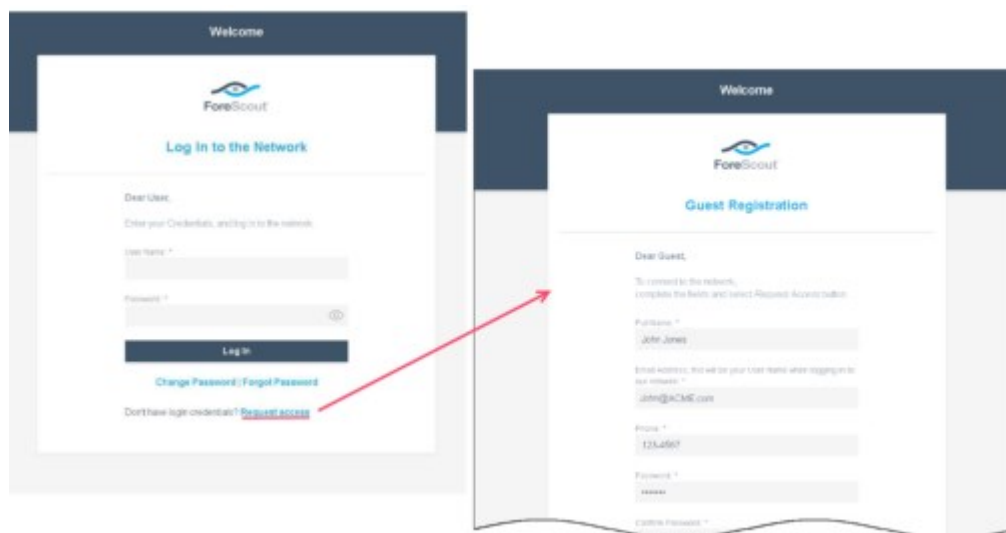 Welcome
ForeScout
Log In to the Network
Dear User,
Enter your Credentials, and log in to the network.
User Name: *
Password: *
Log In
Change Password | Forgot Password
Don't have login credentials? Request access
Welcome
ForeScout
Guest Registration
Dear Guest,
To connect to the network,
complete the fields and select Request Access button
Full Name: *
John Jones
Email Address, this will be your User Name when logging in to
our network: *
John@ACME.com
Phone: *
123-4567
Password: *
Confirm Password: *